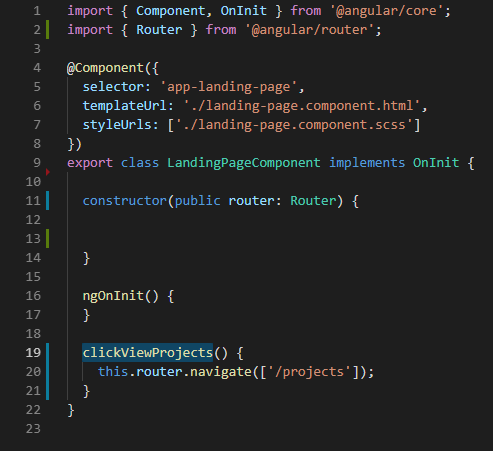 1 import { Component, OnInit } from '@angular/core';
2 import { Router } from '@angular/router';
3
4 @Component({
5   selector: 'app-landing-page',
6   templateUrl: './landing-page.component.html',
7   styleUrls: ['./landing-page.component.scss']
8 })
9 export class LandingPageComponent implements OnInit {
10
11   constructor(public router: Router) {
12
13
14   }
15
16   ngOnInit() {
17   }
18
19   clickViewProjects() {
20     this.router.navigate(['/projects']);
21   }
22 }
23